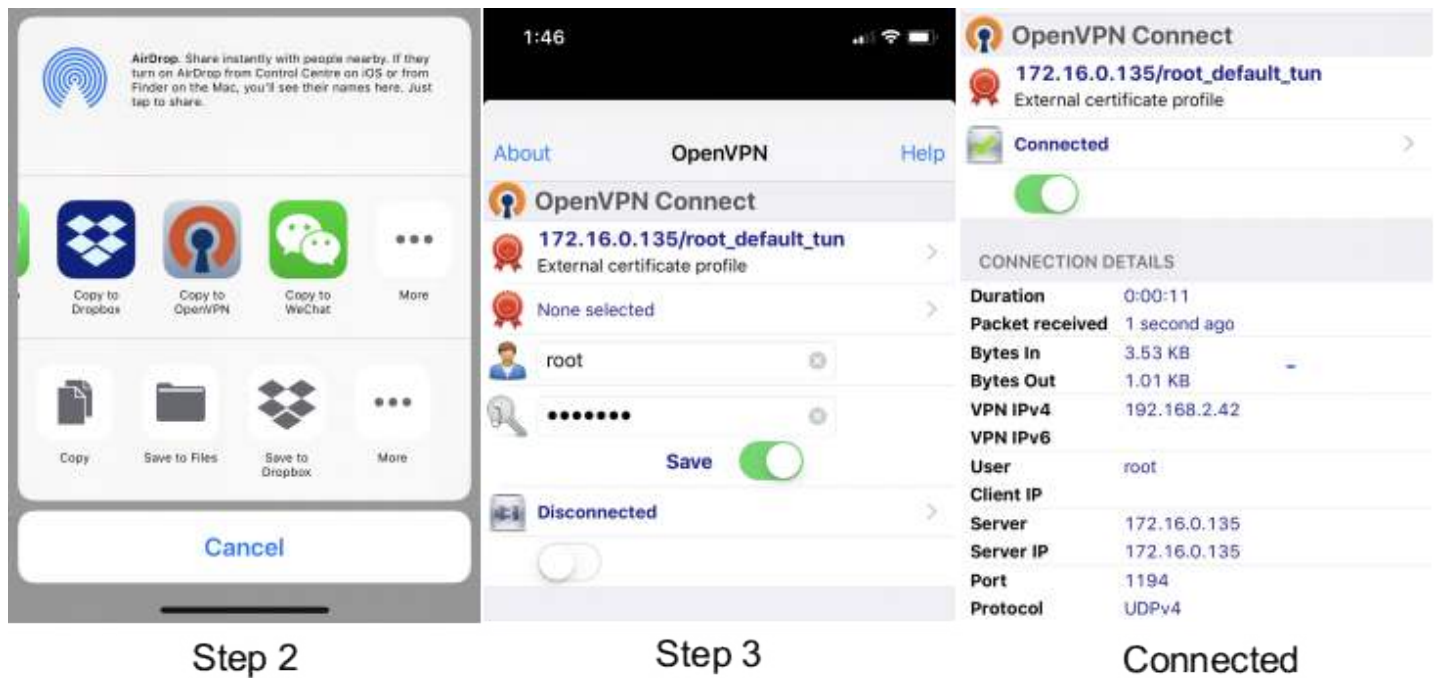 AirDrop. Share instantly with people nearby. If they
turn on AirDrop from Control Centre on iOS or from
Finder on the Mac, you'll see their names here. Just
tap to share.
Copy to
Dropbox
Copy to
OpenVPN
Copy to
WeChat
More
Copy
Save to Files
Save to
Dropbox
More
Cancel
Step 2
1:46
About OpenVPN Help
OpenVPN Connect
172.16.0.135/root_default_tun
External certificate profile
None selected
root
•••••••
Save
Disconnected
Step 3
OpenVPN Connect
172.16.0.135/root_default_tun
External certificate profile
Connected
CONNECTION DETAILS
Duration 0:00:11
Packet received 1 second ago
Bytes In 3.53 KB
Bytes Out 1.01 KB
VPN IPv4 192.168.2.42
VPN IPv6
User root
Client IP
Server 172.16.0.135
Server IP 172.16.0.135
Port 1194
Protocol UDPv4
Connected